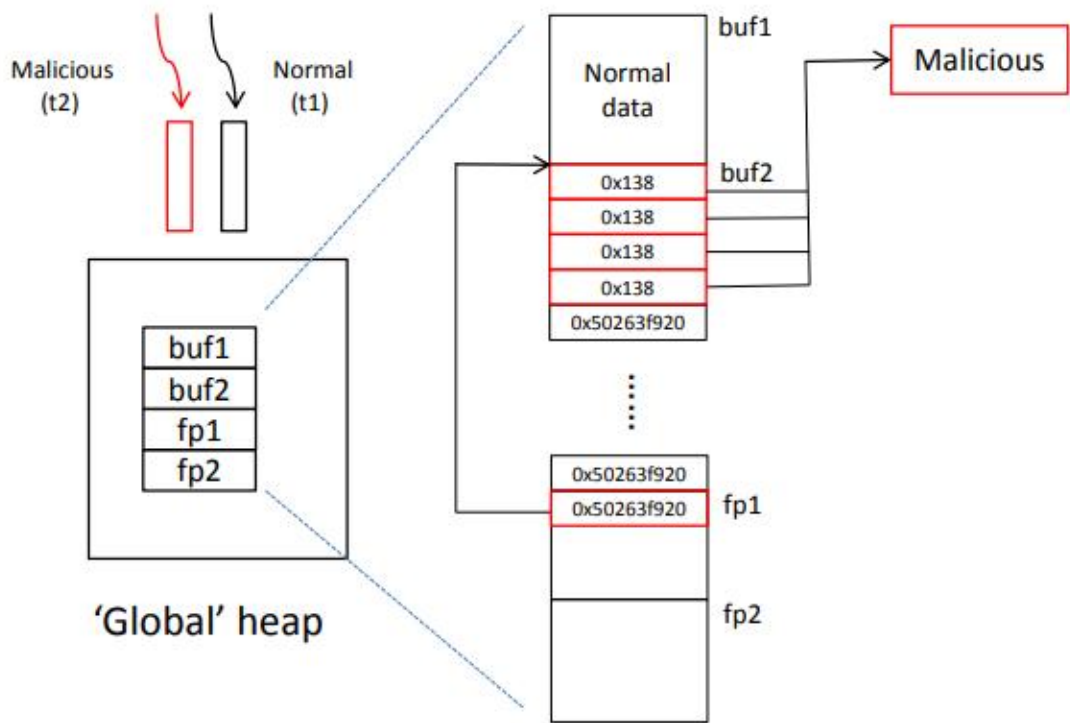 Malicious
(t2)
Normal
(t1)
buf1
buf2
fp1
fp2
‘Global’ heap
buf1
Normal
data
buf2
0x138
0x138
0x138
0x138
0x50263f920
......
0x50263f920
0x50263f920
fp1
fp2
Malicious